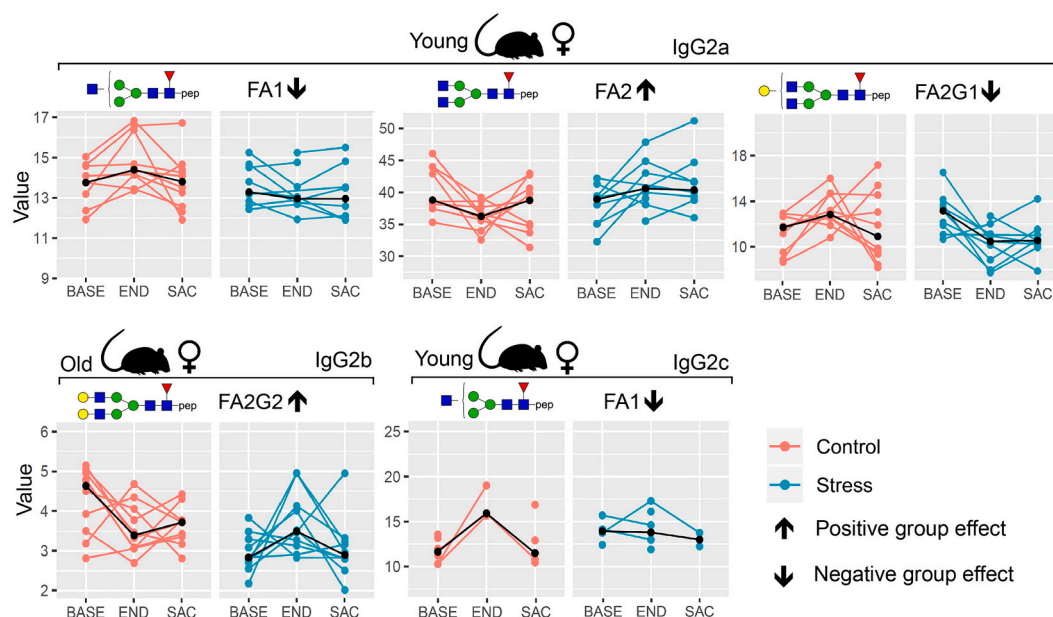 Young ♀ IgG2a
pep FA1 ↓
pep FA2 ↑
pep FA2G1 ↓
Value
17
15
13
11
9
BASE END SAC BASE END SAC
50
45
40
35
30
BASE END SAC BASE END SAC
18
14
10
BASE END SAC BASE END SAC
Old ♀ IgG2b
pep FA2G2 ↑
Value
6
5
4
3
2
BASE END SAC BASE END SAC
Young ♀ IgG2c
pep FA1 ↓
25
20
15
10
BASE END SAC BASE END SAC
Control
Stress
↑ Positive group effect
↓ Negative group effect